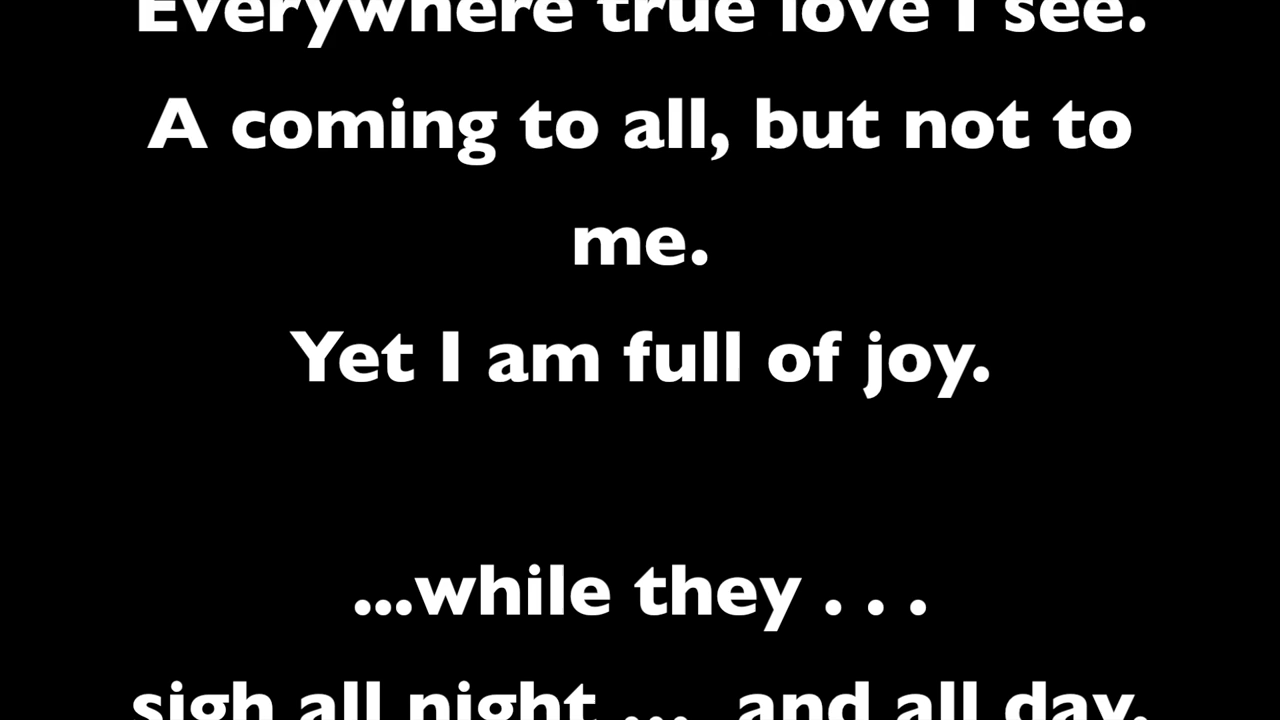 Everywhere true love I see.
A coming to all, but not to
me.
Yet I am full of joy.
...while they . . .
sigh all night ... and all day.